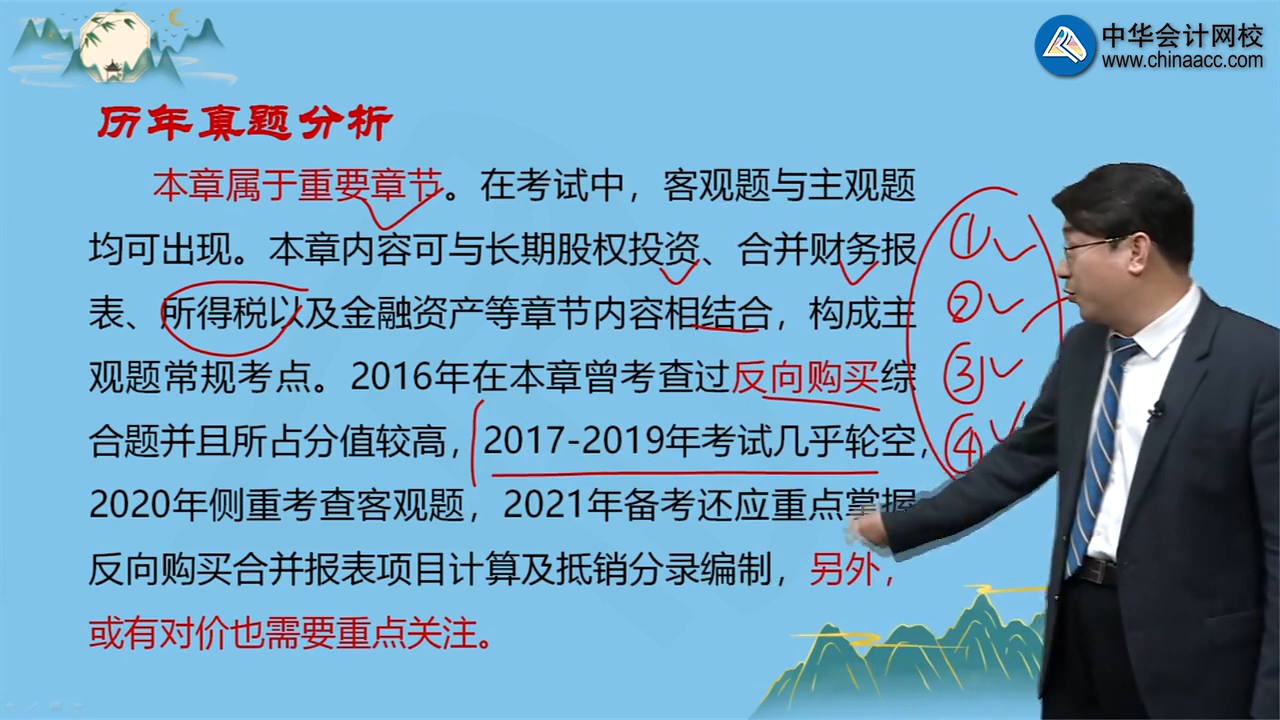 中华会计网校
www.chinaacc.com
历年真题分析
本章属于重要章节。在考试中，客观题与主观题
均可出现。本章内容可与长期股权投资、合并财务报
表、所得税以及金融资产等章节内容相结合，构成主
观题常规考点。2016年在本章曾考查过反向购买综
合题并且所占分值较高，2017-2019年考试几乎轮空，
2020年侧重考查客观题，2021年备考还应重点掌握
反向购买合并报表项目计算及抵销分录编制，另外，
或有对价也需要重点关注。
①
②
③
④